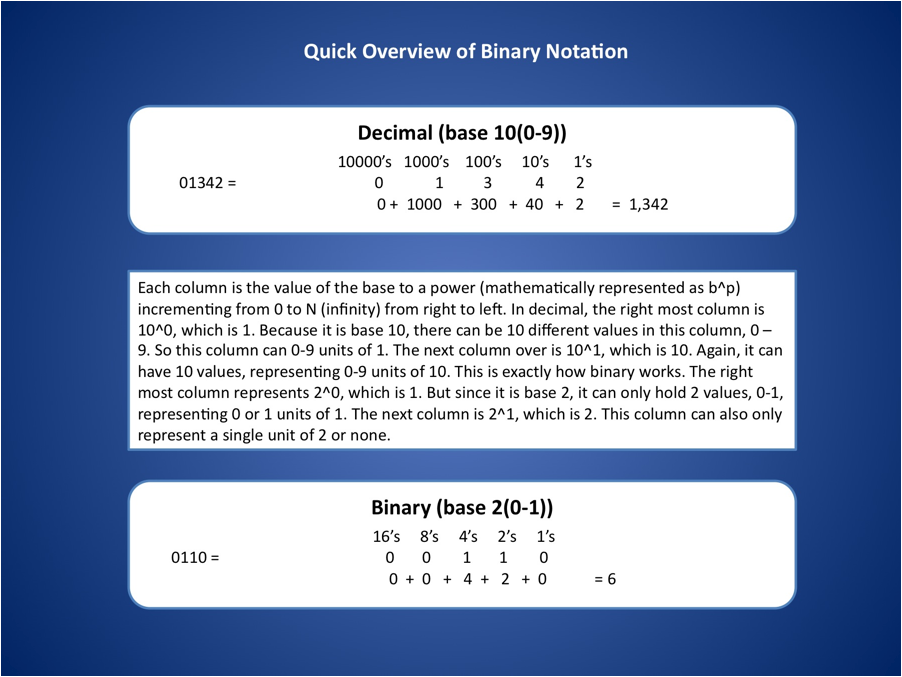 Quick Overview of Binary Notation
Decimal (base 10(0-9))
10000’s 1000’s 100’s 10’s 1’s
01342 = 0 1 3 4 2
0 + 1000 + 300 + 40 + 2 = 1,342
Each column is the value of the base to a power (mathematically represented as b^p)
incrementing from 0 to N (infinity) from right to left. In decimal, the right most column is
10^0, which is 1. Because it is base 10, there can be 10 different values in this column, 0 –
9. So this column can 0-9 units of 1. The next column over is 10^1, which is 10. Again, it can
have 10 values, representing 0-9 units of 10. This is exactly how binary works. The right
most column represents 2^0, which is 1. But since it is base 2, it can only hold 2 values, 0-1,
representing 0 or 1 units of 1. The next column is 2^1, which is 2. This column can also only
represent a single unit of 2 or none.
Binary (base 2(0-1))
16’s 8’s 4’s 2’s 1’s
0110 = 0 0 1 1 0
0 + 0 + 4 + 2 + 0 = 6